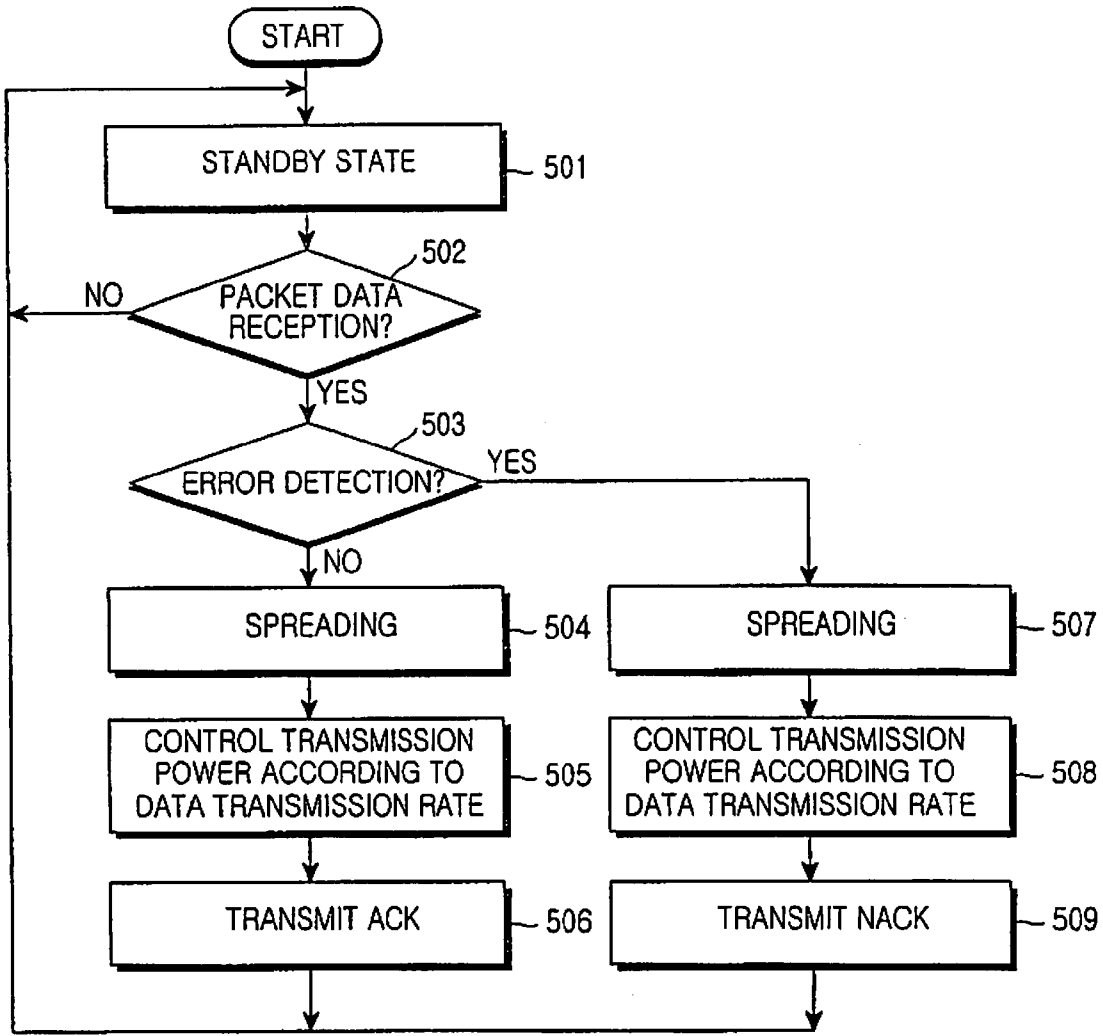 START
STANDBY STATE
501
502
NO
PACKET DATA
RECEPTION?
YES
503
ERROR DETECTION?
YES
NO
SPREADING
504
SPREADING
507
CONTROL TRANSMISSION
POWER ACCORDING TO
DATA TRANSMISSION RATE
505
CONTROL TRANSMISSION
POWER ACCORDING TO
DATA TRANSMISSION RATE
508
TRANSMIT ACK
506
TRANSMIT NACK
509